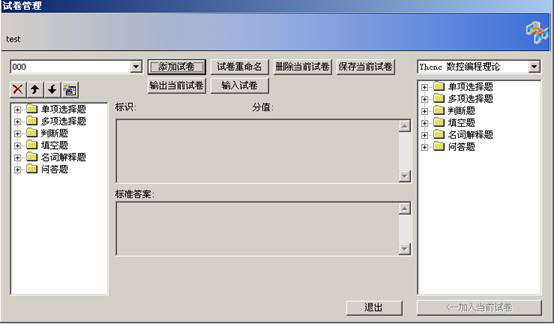 试卷管理
test
000
添加试卷
试卷重命名
删除当前试卷
保存当前试卷
Thenc 数控编程理论
输出当前试卷
输入试卷
标识:
分值:
单项选择题
多项选择题
判断题
填空题
名词解释题
问答题
标准答案:
单项选择题
多项选择题
判断题
填空题
名词解释题
问答题
退出
<--加入当前试卷